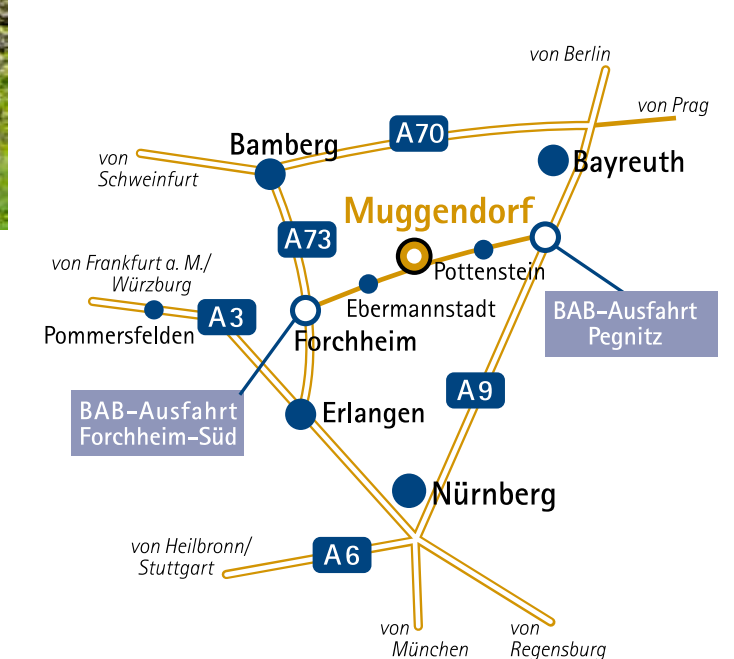 von Berlin
von Prag
A70
Bamberg
von
Schweinfurt
Bayreuth
Muggendorf
A73
von Frankfurt a. M./
Würzburg
Pottenstein
Ebermannstadt
A3
Pommersfelden
Forchheim
BAB-Ausfahrt
Pegnitz
A9
BAB-Ausfahrt
Forchheim-Süd
Erlangen
Nürnberg
von Heilbronn/
Stuttgart
A6
von
München
von
Regensburg